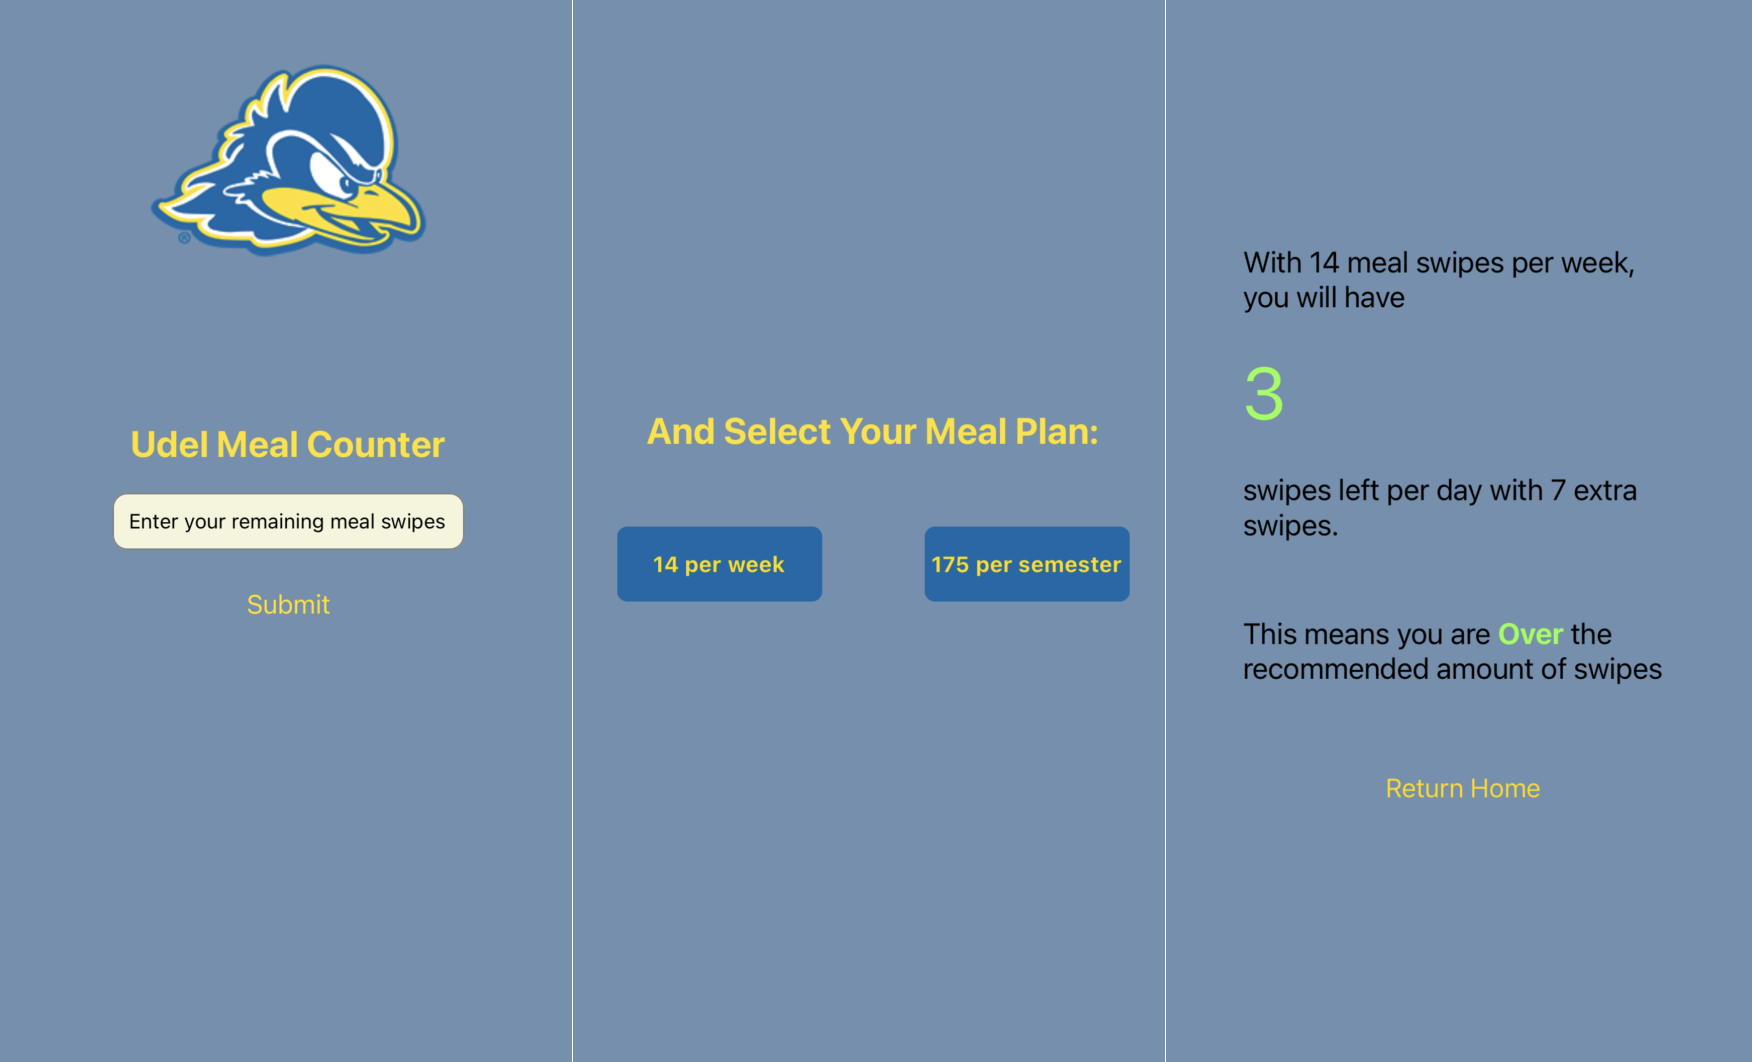 ®
Udel Meal Counter
Enter your remaining meal swipes
Submit
And Select Your Meal Plan:
14 per week
175 per semester
With 14 meal swipes per week,
you will have
3
swipes left per day with 7 extra
swipes.
This means you are Over the
recommended amount of swipes
Return Home